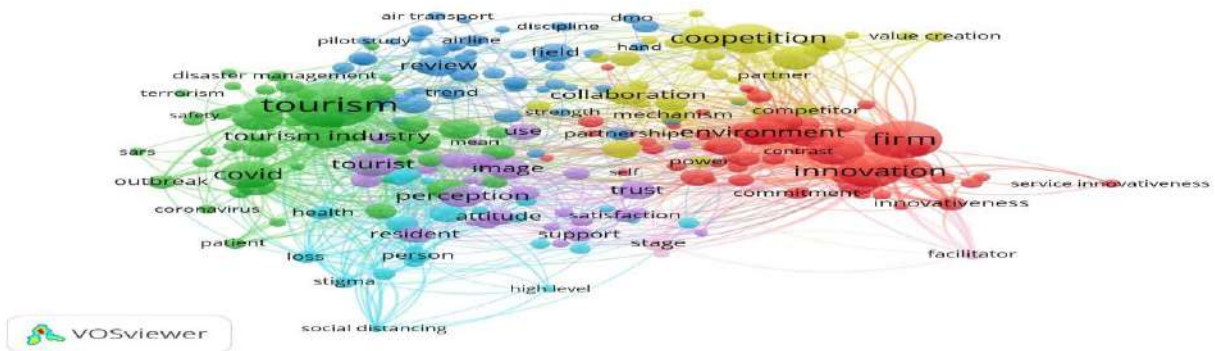 air transport
discipline
dmo
pilot study
airline
field
hand
coopetition
value creation
review
disaster management
partner
terrorism
trend
collaboration
tourism
strength
mechanism
competitor
safety
tourism industry
use
partnership
environment
firm
mean
contrast
sars
tourist
image
power
outbreak
covid
self
innovation
service innovativeness
perception
trust
commitment
innovativeness
coronavirus
health
attitude
satisfaction
patient
resident
support
stage
loss
person
facilitator
stigma
high level
social distancing
VOSviewer